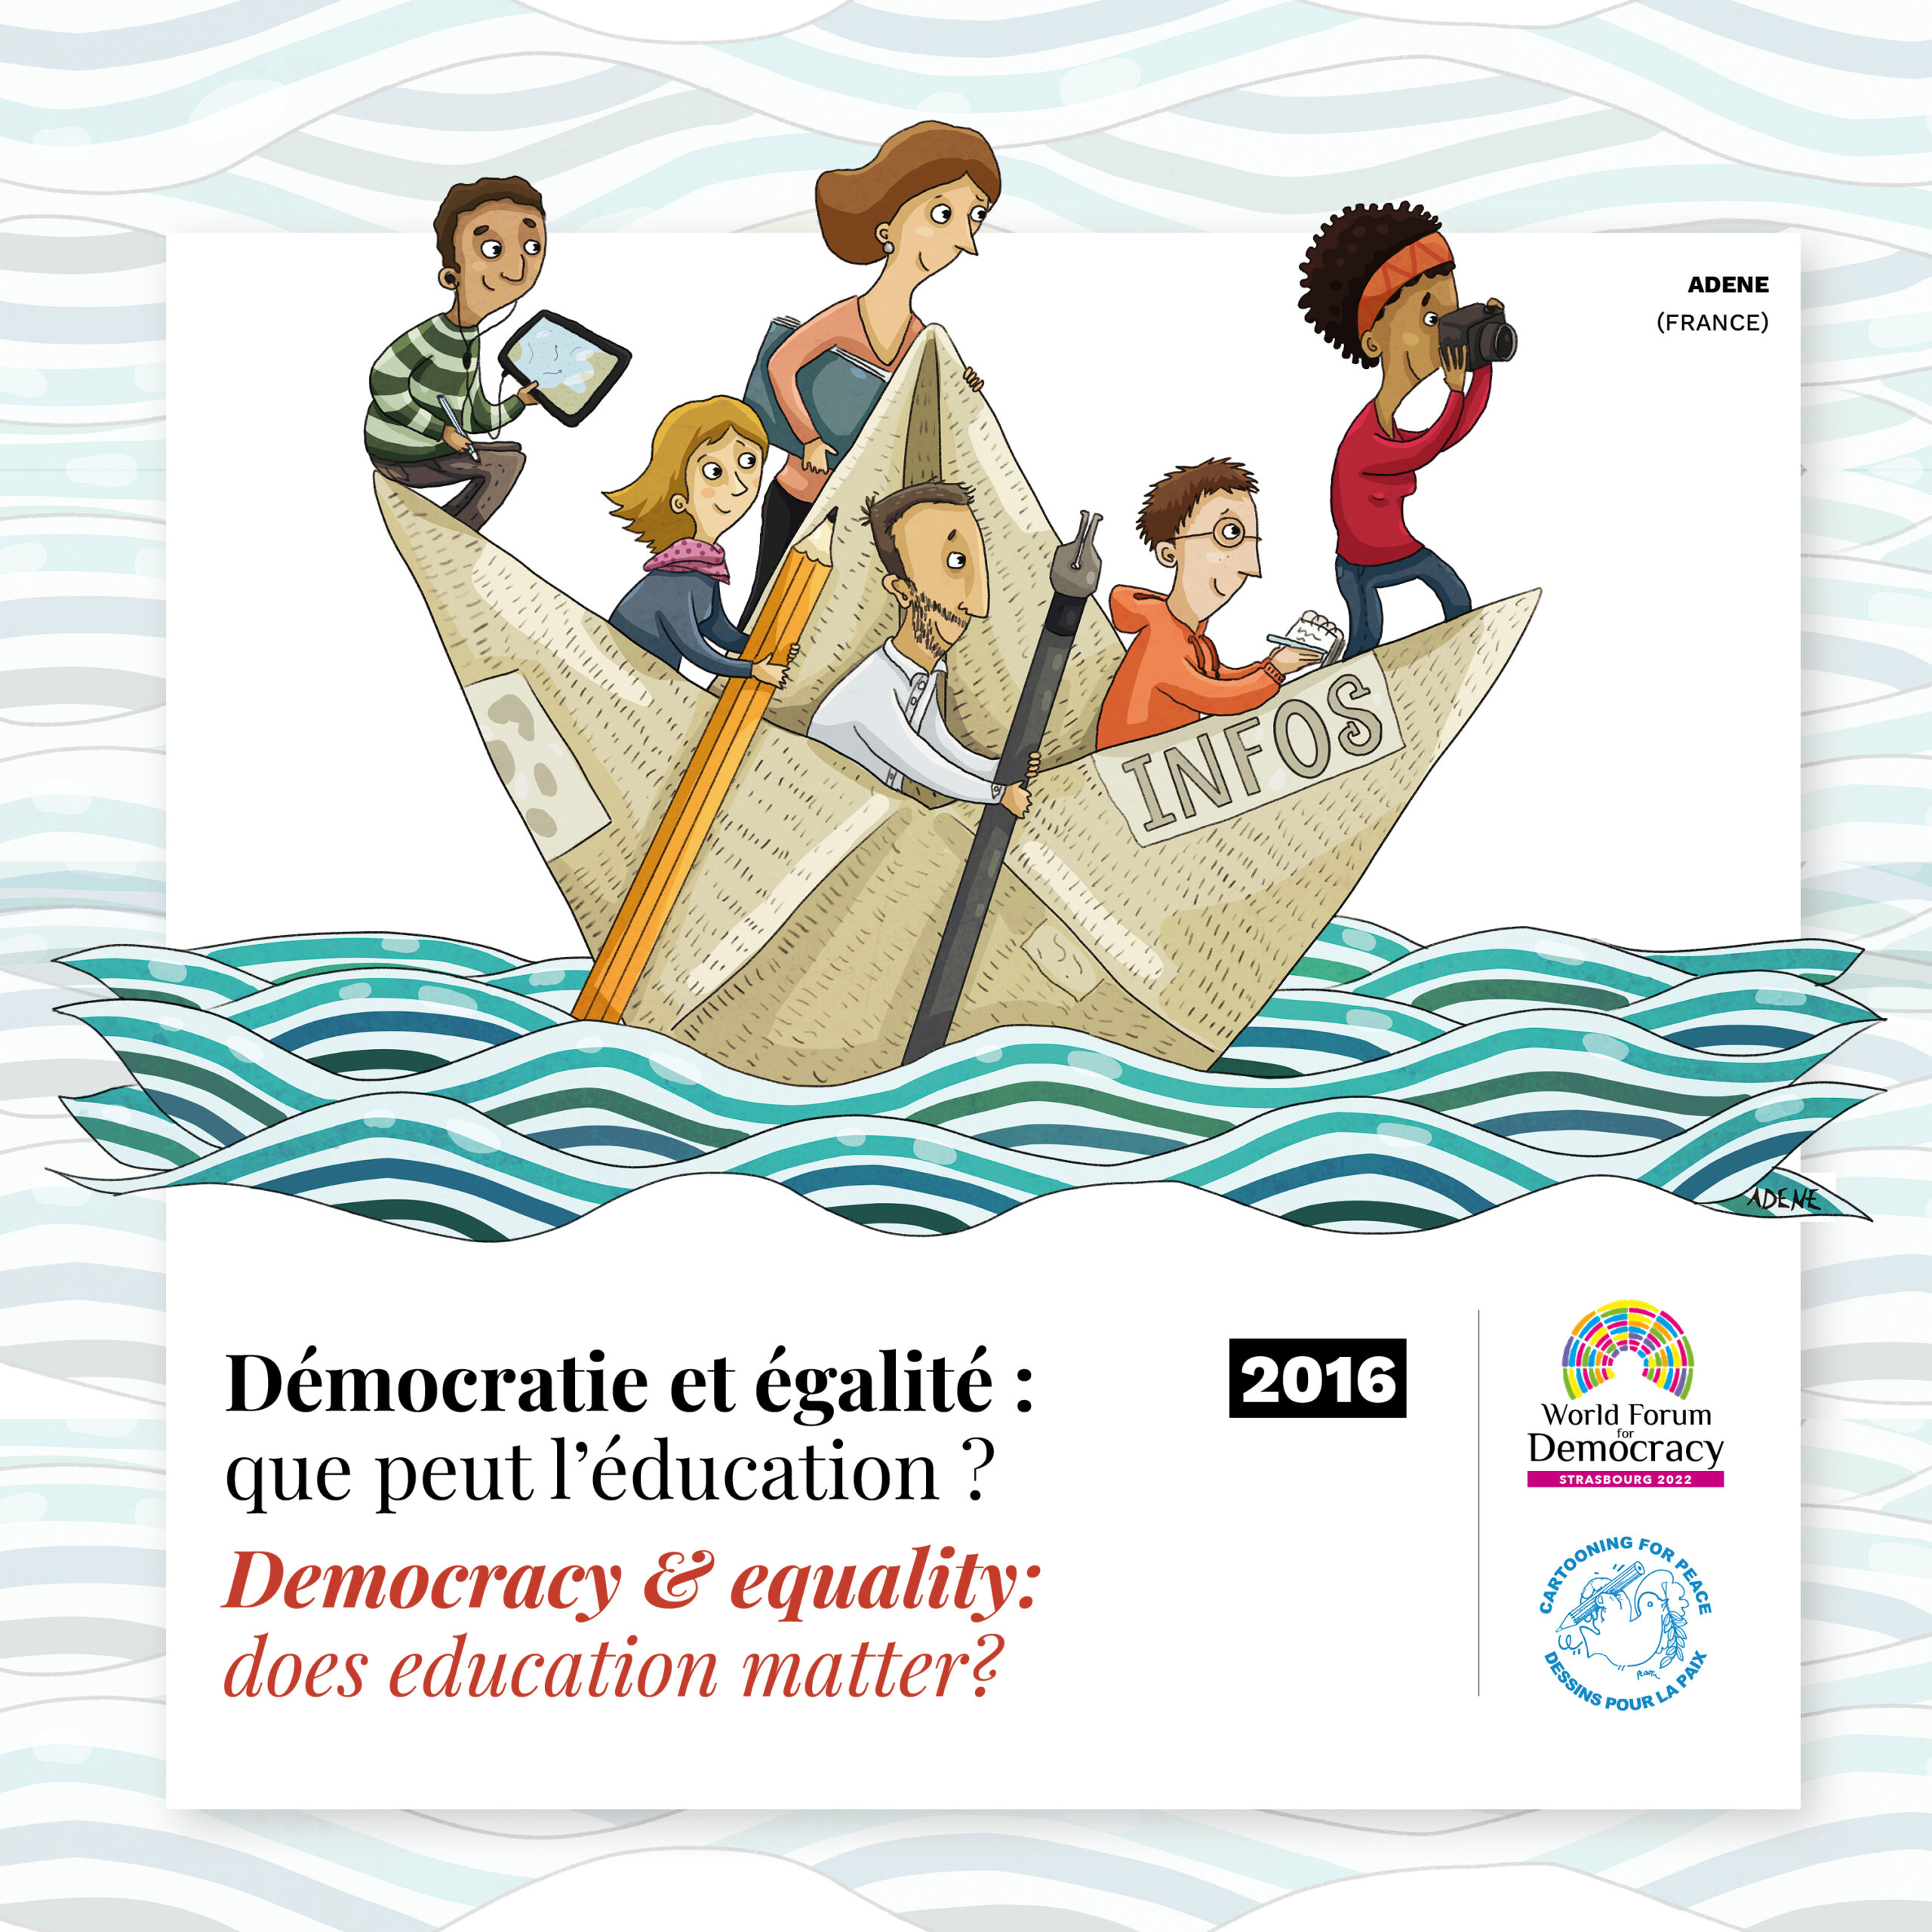 ADENE
(FRANCE)
INFOS
ADENE
Démocratie et égalité :
que peut l’éducation ?
Democracy & equality:
does education matter?
2016
World Forum
for
Democracy
STRASBOURG 2022
CARTOONING FOR PEACE
DESSINS POUR LA PAIX